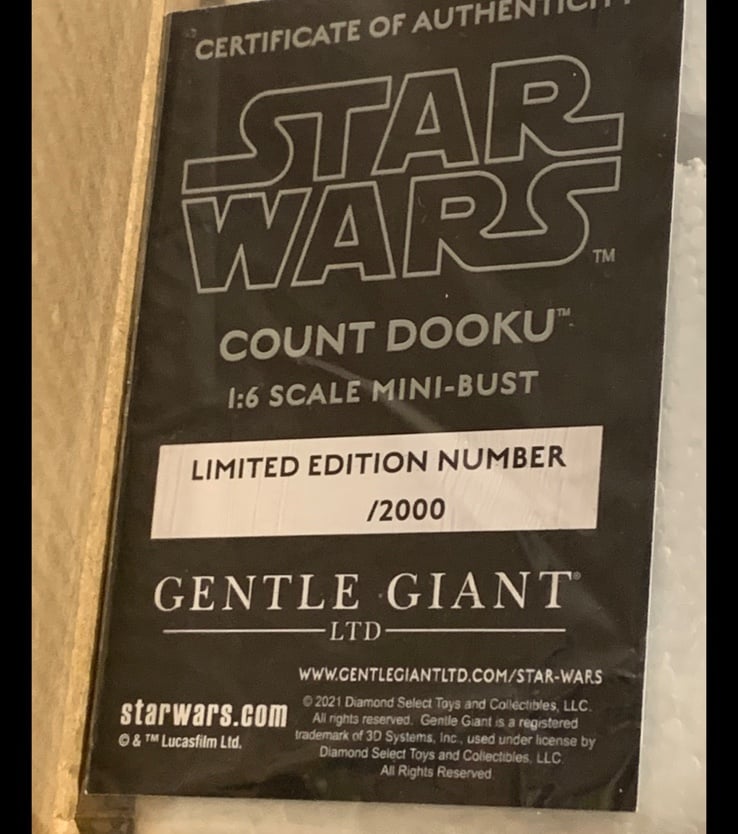 CERTIFICATE OF AUTHENTICITY
STAR
WARS™
COUNT DOOKU™
1:6 SCALE MINI-BUST
LIMITED EDITION NUMBER
/2000
GENTLE GIANT®
LTD
WWW.GENTLEGIANTLTD.COM/STAR-WARS
starwars.com
© & ™ Lucasfilm Ltd.
© 2021 Diamond Select Toys and Collectibles, LLC.
All rights reserved. Gentle Giant is a registered
trademark of 3D Systems, Inc., used under license by
Diamond Select Toys and Collectibles, LLC.
All Rights Reserved.